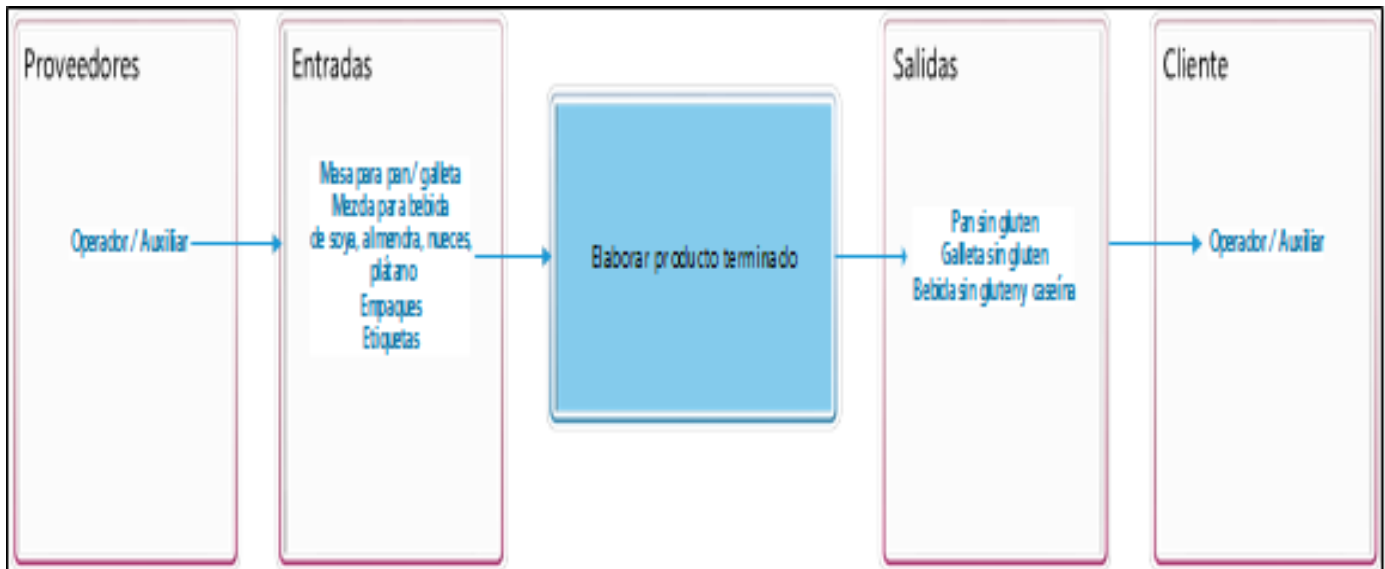 Proveedores
Operador / Auxiliar
Entradas
Masa para pan/ galleta
Mezcla para bebida
de soya, almendra, nueces,
plátano
Empaques
Etiquetas
Elaborar producto terminado
Salidas
Pan sin gluten
Galleta sin gluten
Bebida sin gluten y caseína
Cliente
Operador / Auxiliar